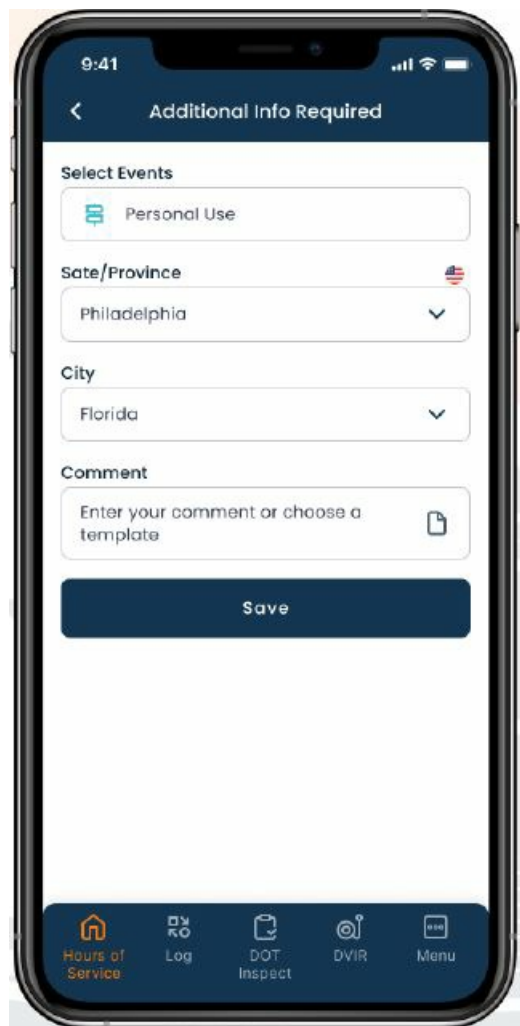 9:41
Additional Info Required
Select Events
Personal Use
Sate/Province
Philadelphia
City
Florida
Comment
Enter your comment or choose a
template
Save
Hours of
Service
Log
DOT
Inspect
DVIR
Menu